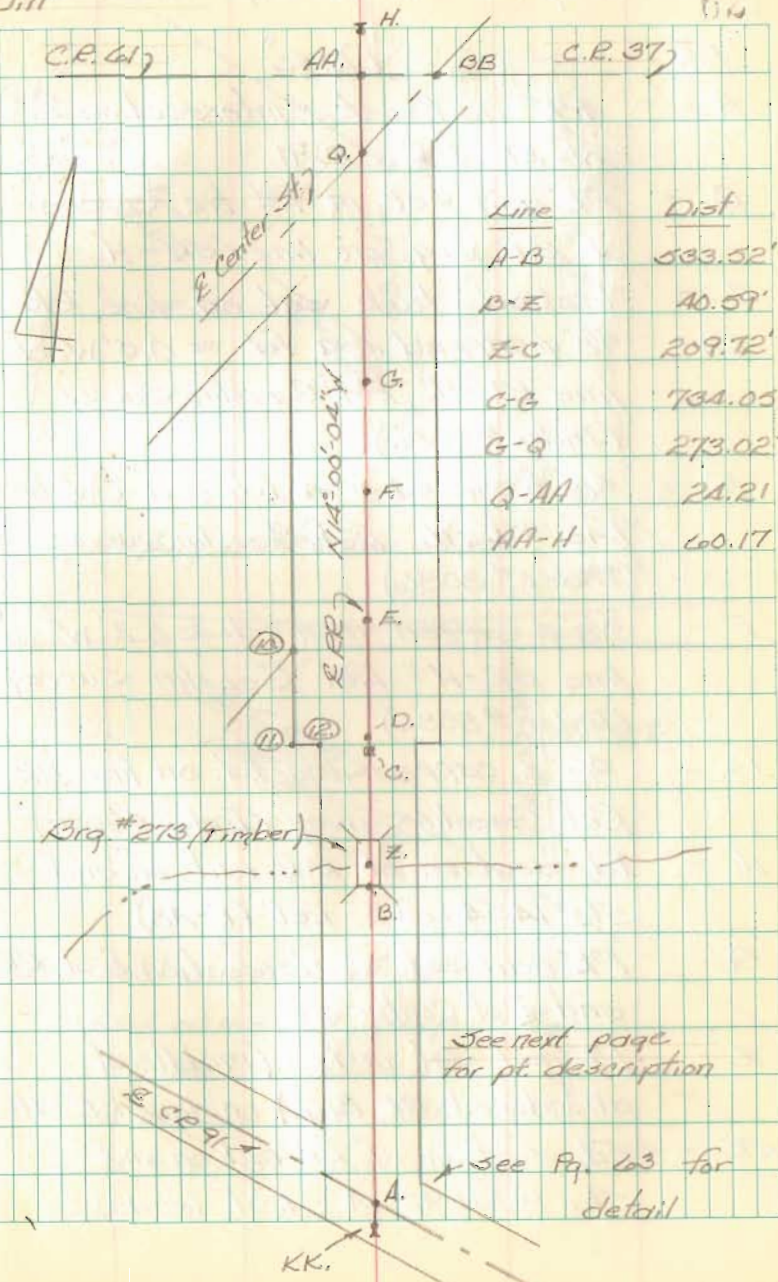 H.
C.R. 61
AA.
BB
C.R. 37
Q.
℄ Center St.
Line Dist
A-B 533.52'
B-Z 40.59'
Z-C 209.72'
C-G 734.05
G-Q 273.02
Q-AA 24.21
AA-H 60.17
G.
N14°-00'-04"W
F.
℄ RR
E.
10
D.
11 12
C.
Brg. #273 (Timber)
Z.
B.
See next page
for pt. description
℄ CR 91
See Pg. 63 for
detail
A.
KK.